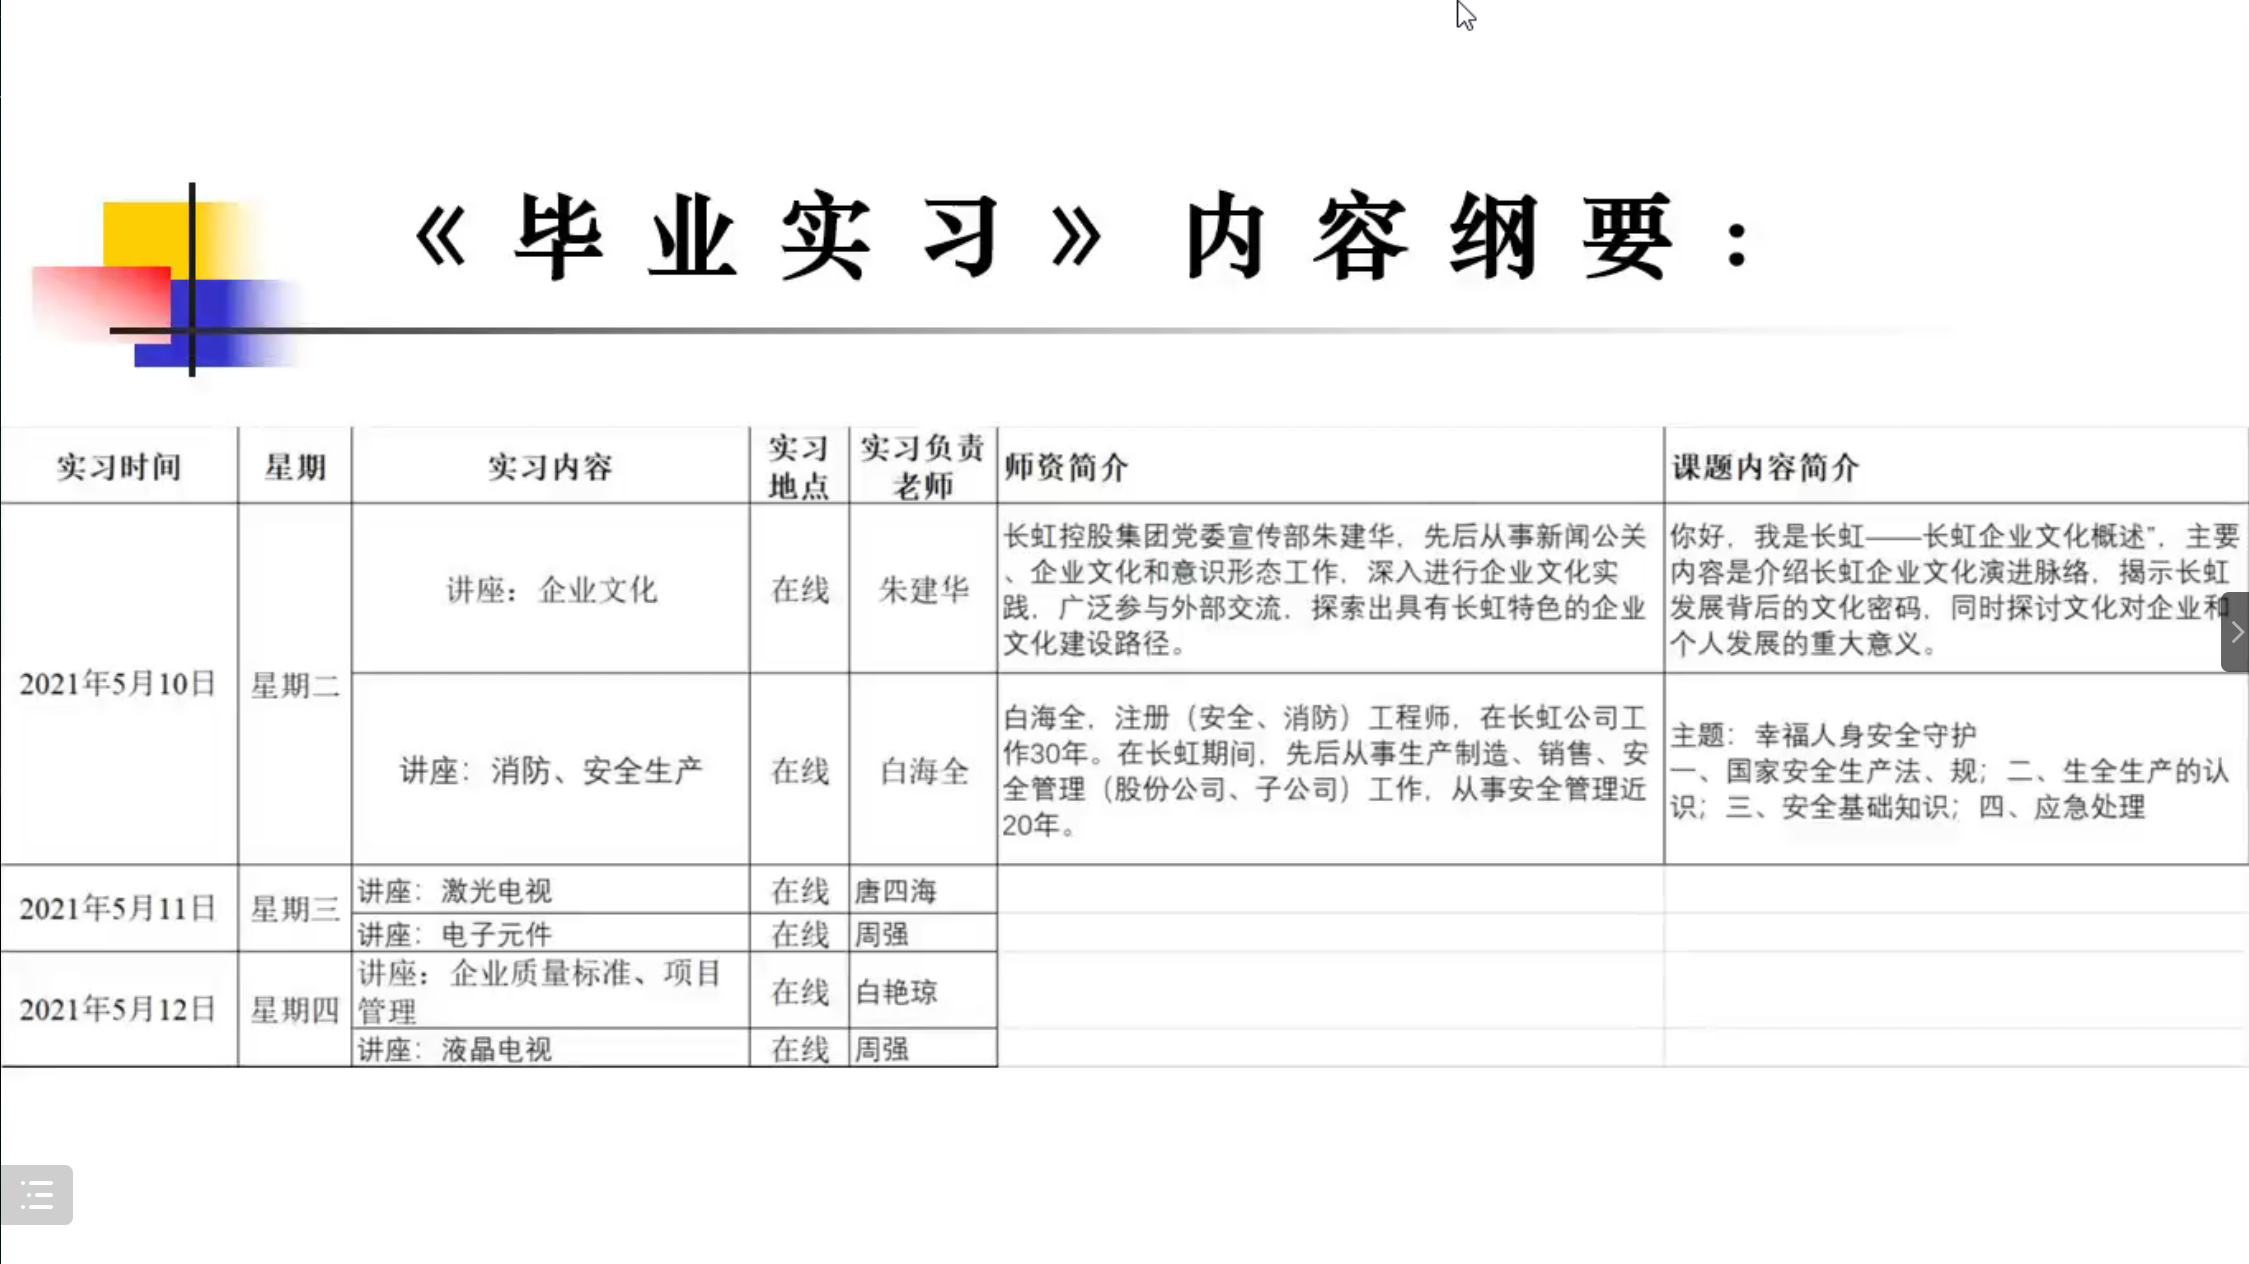 《毕业实习》内容纲要：
实习时间
星期
实习内容
实习
地点
实习负责
老师
师资简介
课题内容简介
2021年5月10日
星期二
讲座：企业文化
在线
朱建华
长虹控股集团党委宣传部朱建华，先后从事新闻公关
、企业文化和意识形态工作，深入进行企业文化实
践，广泛参与外部交流，探索出具有长虹特色的企业
文化建设路径。
你好，我是长虹——长虹企业文化概述”，主要
内容是介绍长虹企业文化演进脉络，揭示长虹
发展背后的文化密码，同时探讨文化对企业和
个人发展的重大意义。
讲座：消防、安全生产
在线
白海全
白海全，注册（安全、消防）工程师，在长虹公司工
作30年。在长虹期间，先后从事生产制造、销售、安
全管理（股份公司、子公司）工作，从事安全管理近
20年。
主题：幸福人身安全守护
一、国家安全生产法、规；二、生全生产的认
识；三、安全基础知识；四、应急处理
2021年5月11日
星期三
讲座：激光电视
在线
唐四海
讲座：电子元件
在线
周强
2021年5月12日
星期四
讲座：企业质量标准、项目
管理
在线
白艳琼
讲座：液晶电视
在线
周强